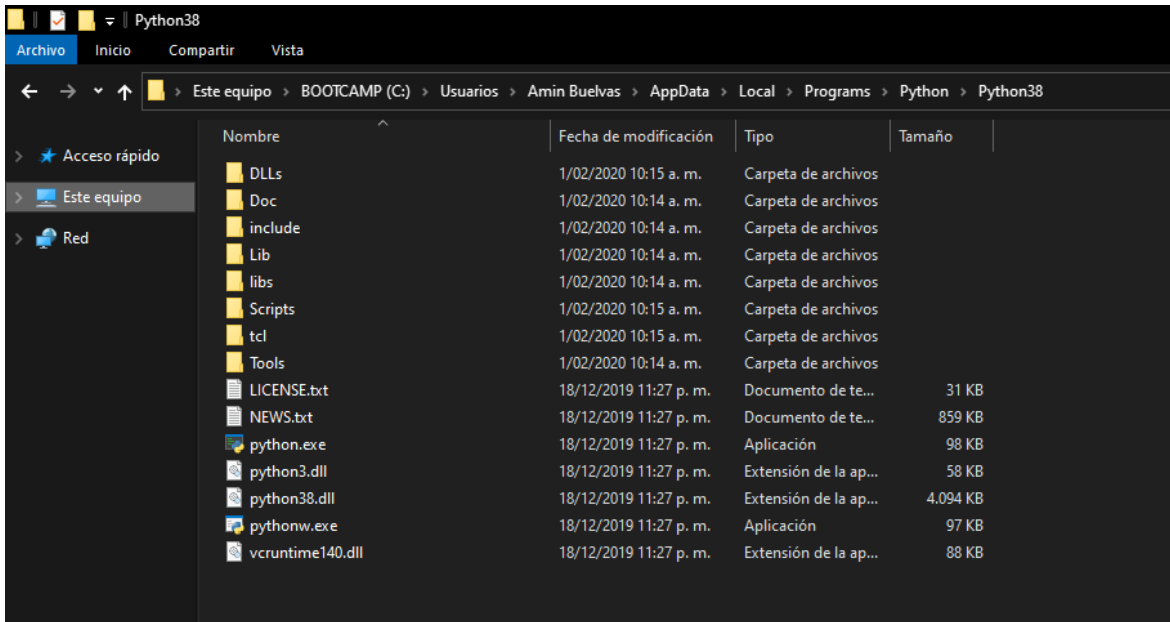 Python38
Archivo Inicio Compartir Vista
Este equipo > BOOTCAMP (C:) > Usuarios > Amin Buelvas > AppData > Local > Programs > Python > Python38
Nombre Fecha de modificación Tipo Tamaño
Acceso rápido
Este equipo
Red
DLLs 1/02/2020 10:15 a. m. Carpeta de archivos
Doc 1/02/2020 10:14 a. m. Carpeta de archivos
include 1/02/2020 10:14 a. m. Carpeta de archivos
Lib 1/02/2020 10:14 a. m. Carpeta de archivos
libs 1/02/2020 10:14 a. m. Carpeta de archivos
Scripts 1/02/2020 10:15 a. m. Carpeta de archivos
tcl 1/02/2020 10:15 a. m. Carpeta de archivos
Tools 1/02/2020 10:14 a. m. Carpeta de archivos
LICENSE.txt 18/12/2019 11:27 p. m. Documento de te... 31 KB
NEWS.txt 18/12/2019 11:27 p. m. Documento de te... 859 KB
python.exe 18/12/2019 11:27 p. m. Aplicación 98 KB
python3.dll 18/12/2019 11:27 p. m. Extensión de la ap... 58 KB
python38.dll 18/12/2019 11:27 p. m. Extensión de la ap... 4.094 KB
pythonw.exe 18/12/2019 11:27 p. m. Aplicación 97 KB
vcruntime140.dll 18/12/2019 11:27 p. m. Extensión de la ap... 88 KB